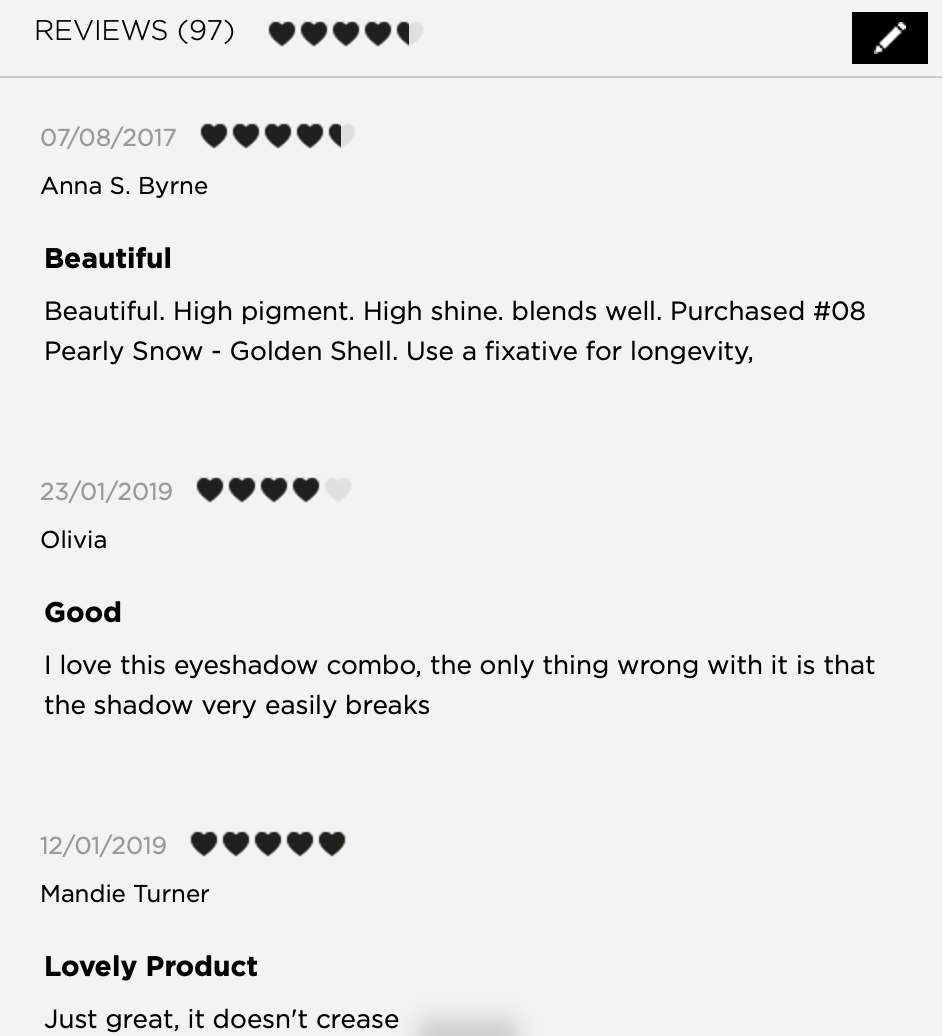 REVIEWS (97)
07/08/2017
Anna S. Byrne
Beautiful
Beautiful. High pigment. High shine. blends well. Purchased #08
Pearly Snow - Golden Shell. Use a fixative for longevity,
23/01/2019
Olivia
Good
I love this eyeshadow combo, the only thing wrong with it is that
the shadow very easily breaks
12/01/2019
Mandie Turner
Lovely Product
Just great, it doesn't crease